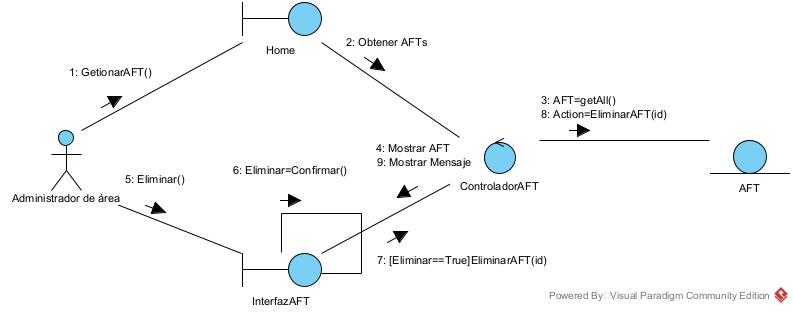 Home
2: Obtener AFTs
1: GetionarAFT()
3: AFT=getAll()
8: Action=EliminarAFT(id)
4: Mostrar AFT
9: Mostrar Mensaje
ControladorAFT
AFT
Administrador de área
5: Eliminar()
6: Eliminar=Confirmar()
7: [Eliminar==True]EliminarAFT(id)
InterfazAFT
Powered By: Visual Paradigm Community Edition